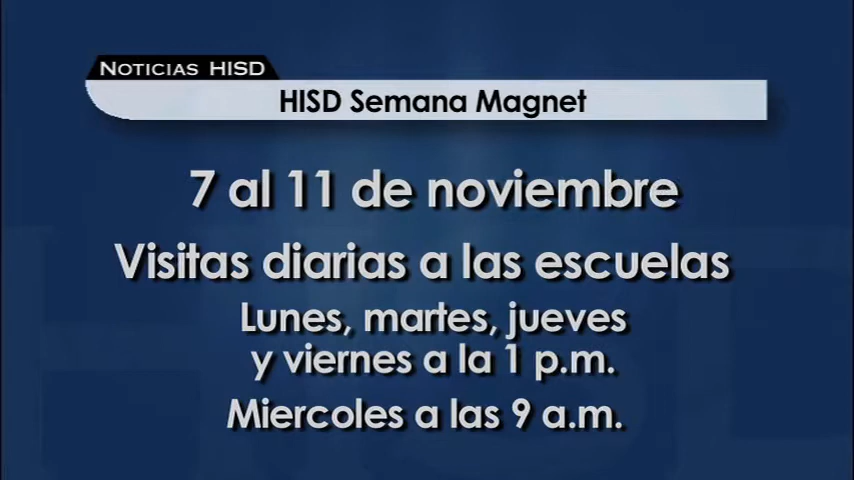 NOTICIAS HISD
HISD Semana Magnet
7 al 11 de noviembre
Visitas diarias a las escuelas
Lunes, martes, jueves
y viernes a la 1 p.m.
Miercoles a las 9 a.m.